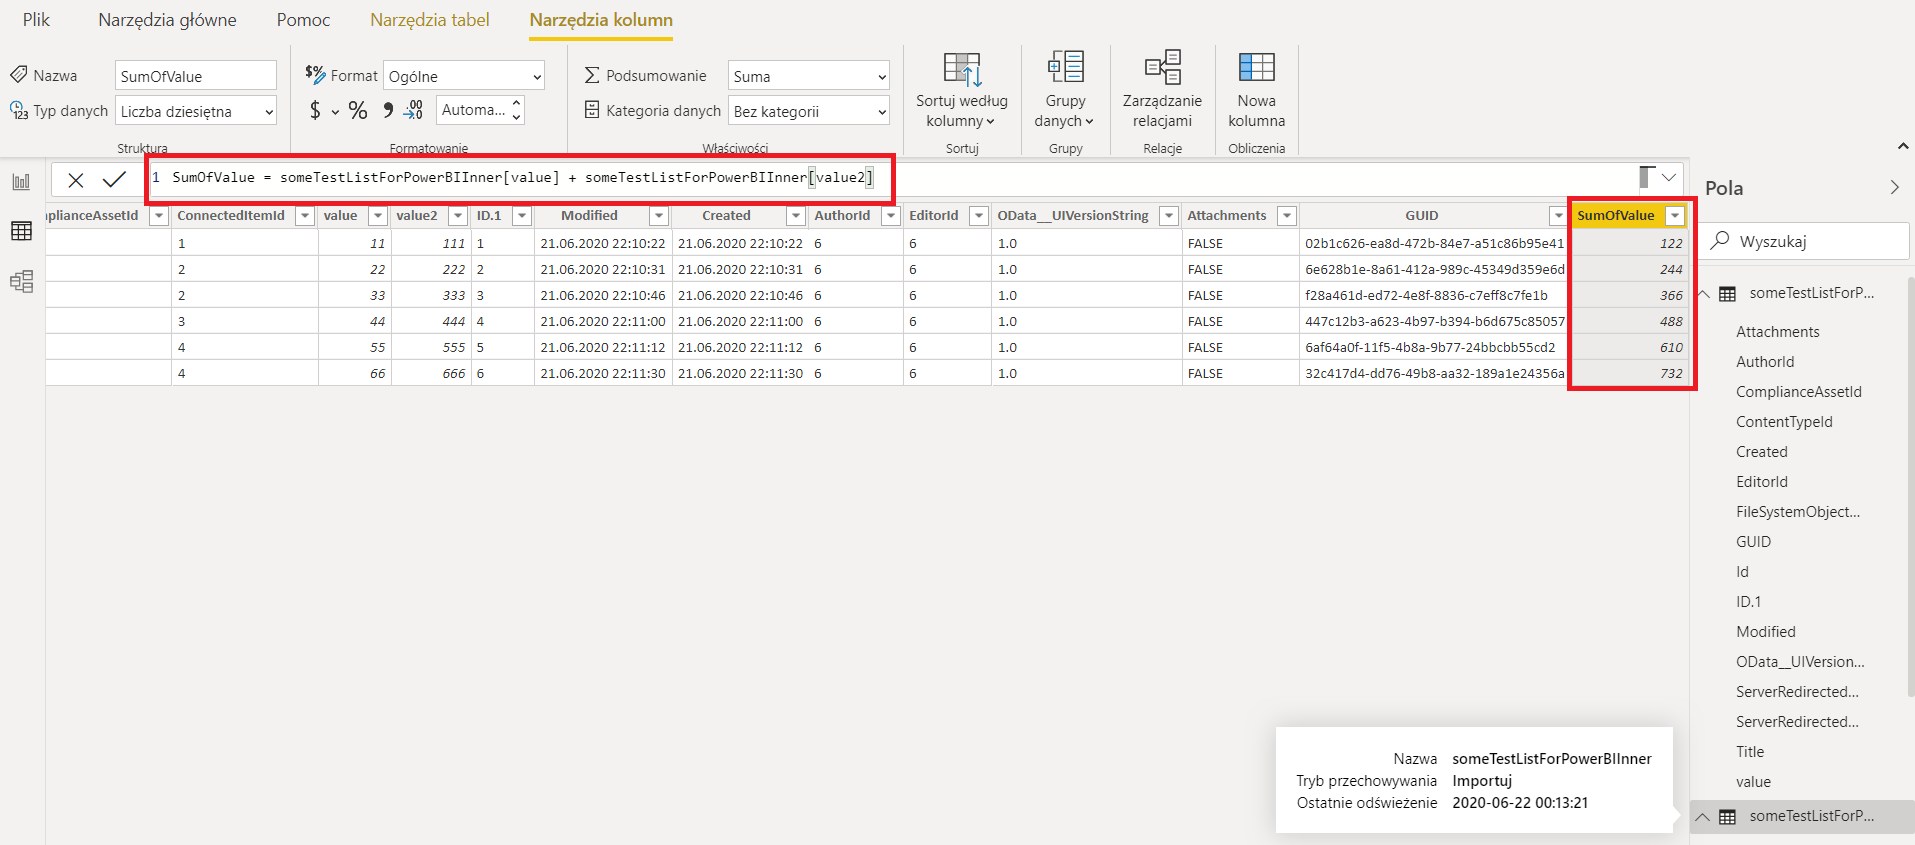 Plik Narzędzia główne Pomoc Narzędzia tabel Narzędzia kolumn
Nazwa SumOfValue
Typ danych Liczba dziesiętna
Struktura
$% Format Ogólne
$ % , .00 Automa...
Formatowanie
Podsumowanie Suma
Kategoria danych Bez kategorii
Właściwości
Sortuj według
kolumny
Sortuj
Grupy
danych
Grupy
Zarządzanie
relacjami
Relacje
Nowa
kolumna
Obliczenia
1 SumOfValue = someTestListForPowerBIInner[value] + someTestListForPowerBIInner[value2]
mplianceAssetId ConnectedItemId value value2 ID.1 Modified Created AuthorId EditorId OData__UIVersionString Attachments GUID SumOfValue
1 11 111 1 21.06.2020 22:10:22 21.06.2020 22:10:22 6 6 1.0 FALSE 02b1c626-ea8d-472b-84e7-a51c86b95e41 122
2 22 222 2 21.06.2020 22:10:31 21.06.2020 22:10:31 6 6 1.0 FALSE 6e628b1e-8a61-412a-989c-45349d359e6d 244
2 33 333 3 21.06.2020 22:10:46 21.06.2020 22:10:46 6 6 1.0 FALSE f28a461d-ed72-4e8f-8836-c7eff8c7fe1b 366
3 44 444 4 21.06.2020 22:11:00 21.06.2020 22:11:00 6 6 1.0 FALSE 447c12b3-a623-4b97-b394-b6d675c85057 488
4 55 555 5 21.06.2020 22:11:12 21.06.2020 22:11:12 6 6 1.0 FALSE 6af64a0f-11f5-4b8a-9b77-24bbcbb55cd2 610
4 66 666 6 21.06.2020 22:11:30 21.06.2020 22:11:30 6 6 1.0 FALSE 32c417d4-dd76-49b8-aa32-189a1e24356a 732
Pola
Wyszukaj
someTestListForP...
Attachments
AuthorId
ComplianceAssetId
ContentTypeId
Created
EditorId
FileSystemObject...
GUID
Id
ID.1
Modified
OData__UIVersion...
ServerRedirected...
ServerRedirected...
Title
value
someTestListForP...
Nazwa someTestListForPowerBIInner
Tryb przechowywania Importuj
Ostatnie odświeżenie 2020-06-22 00:13:21